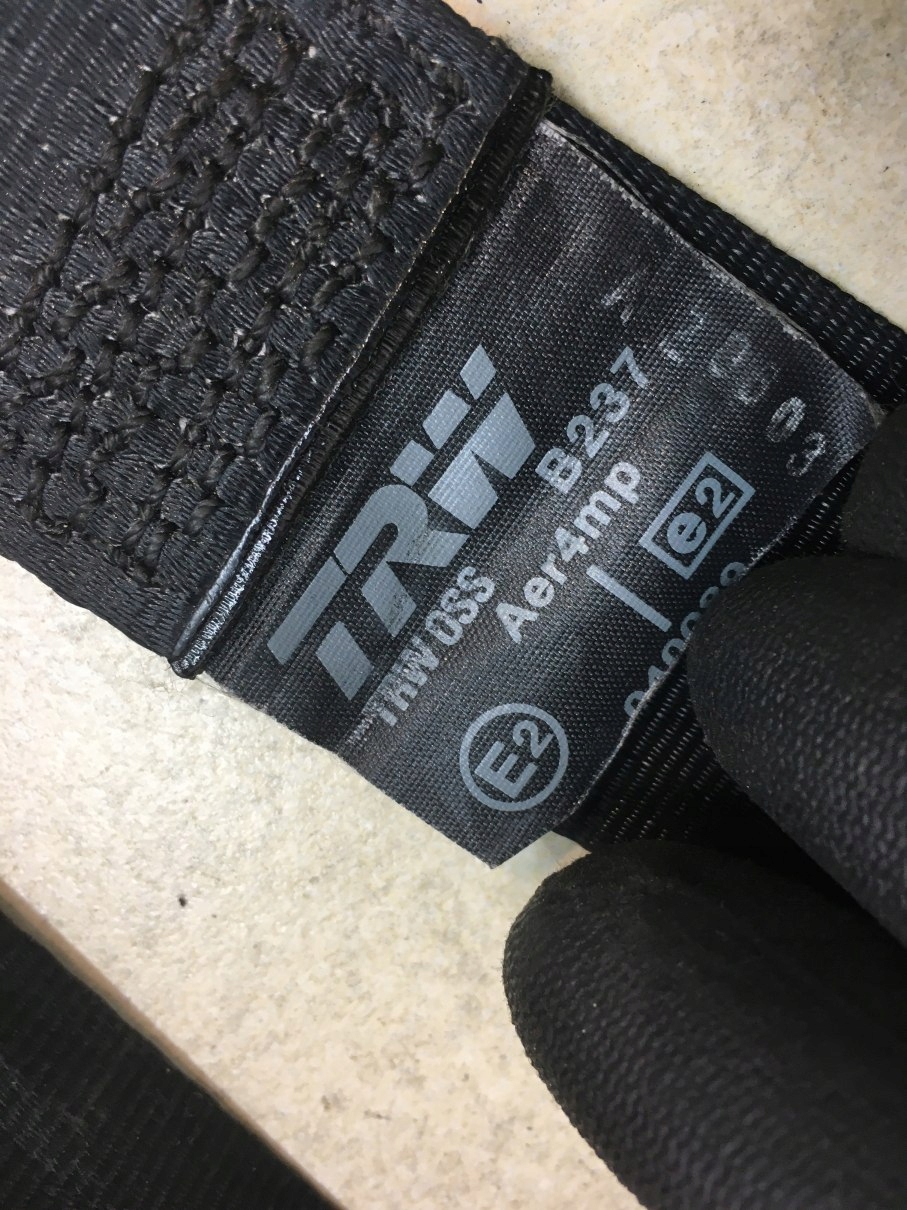 TRW
TRW OSS
B237
Aer4mp
E2
e2